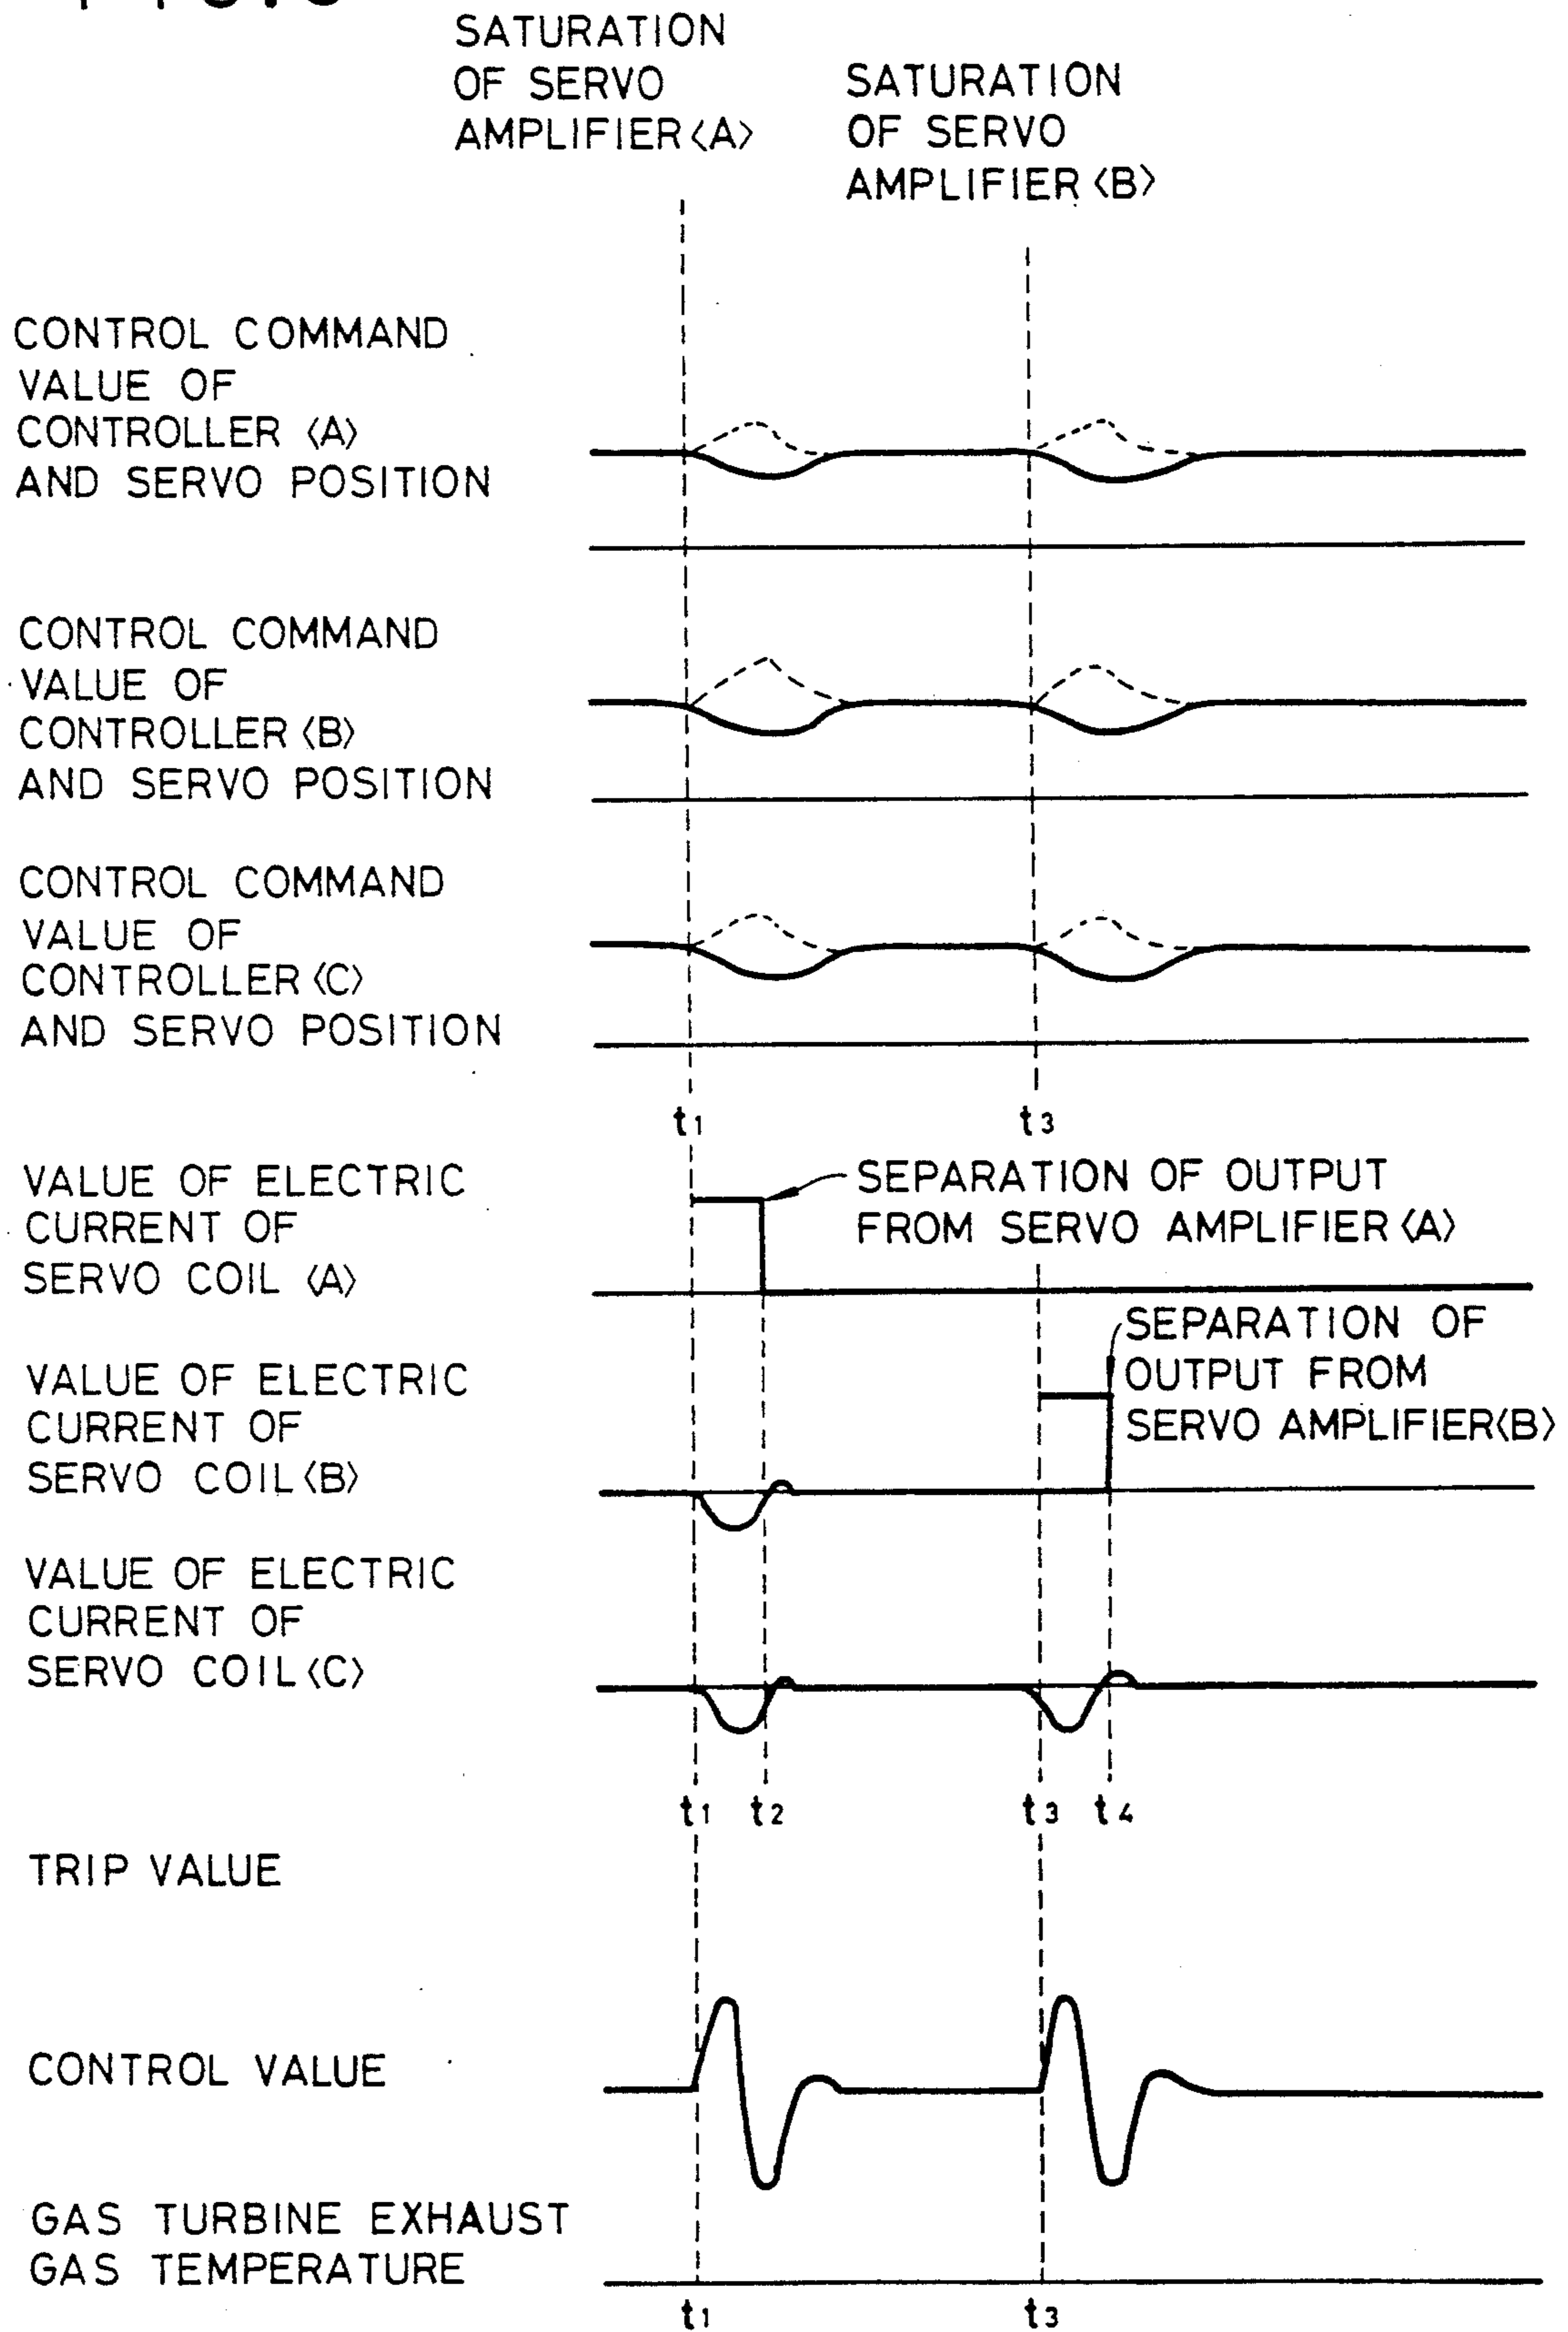 SATURATION
OF SERVO
AMPLIFIER〈A〉
SATURATION
OF SERVO
AMPLIFIER〈B〉
CONTROL COMMAND
VALUE OF
CONTROLLER 〈A〉
AND SERVO POSITION
CONTROL COMMAND
VALUE OF
CONTROLLER〈B〉
AND SERVO POSITION
CONTROL COMMAND
VALUE OF
CONTROLLER〈C〉
AND SERVO POSITION
t1 t3
VALUE OF ELECTRIC
CURRENT OF
SERVO COIL 〈A〉
SEPARATION OF OUTPUT
FROM SERVO AMPLIFIER〈A〉
VALUE OF ELECTRIC
CURRENT OF
SERVO COIL〈B〉
SEPARATION OF
OUTPUT FROM
SERVO AMPLIFIER〈B〉
VALUE OF ELECTRIC
CURRENT OF
SERVO COIL〈C〉
t1 t2 t3 t4
TRIP VALUE
CONTROL VALUE
GAS TURBINE EXHAUST
GAS TEMPERATURE
t1 t3